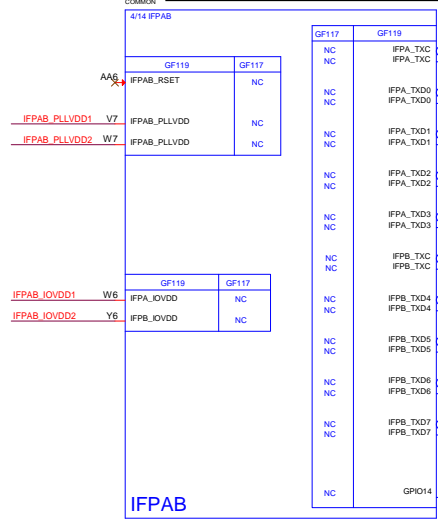 COMMON
4/14 IFPAB
GF117 GF119
NC IFPA_TXC
NC IFPA_TXC
GF119 GF117
AA6 IFPAB_RSET NC
NC IFPA_TXD0
NC IFPA_TXD0
IFPAB_PLLVDD1 V7 IFPAB_PLLVDD NC
NC IFPA_TXD1
NC IFPA_TXD1
IFPAB_PLLVDD2 W7 IFPAB_PLLVDD NC
NC IFPA_TXD2
NC IFPA_TXD2
NC IFPA_TXD3
NC IFPA_TXD3
NC IFPB_TXC
NC IFPB_TXC
GF119 GF117
IFPAB_IOVDD1 W6 IFPA_IOVDD NC
NC IFPB_TXD4
NC IFPB_TXD4
IFPAB_IOVDD2 Y6 IFPB_IOVDD NC
NC IFPB_TXD5
NC IFPB_TXD5
NC IFPB_TXD6
NC IFPB_TXD6
NC IFPB_TXD7
NC IFPB_TXD7
NC GPIO14
IFPAB